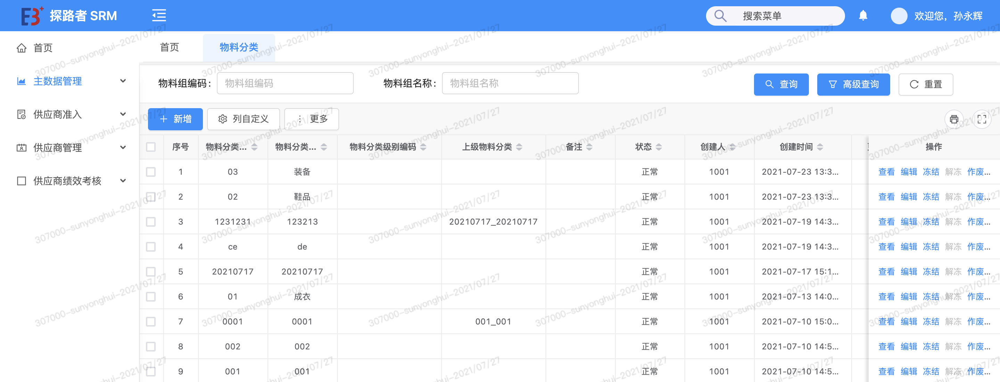 探路者 SRM
搜索菜单
欢迎您，孙永辉
首页
主数据管理
供应商准入
供应商管理
供应商绩效考核
首页 物料分类
物料组编码: 物料组编码 物料组名称: 物料组名称 查询 高级查询 重置
新增 列自定义 更多
序号 物料分类... 物料分类... 物料分类级别编码 上级物料分类 备注 状态 创建人 创建时间 操作
1 03 装备 正常 1001 2021-07-23 13:3... 查看 编辑 冻结 解冻 作废...
2 02 鞋品 正常 1001 2021-07-23 13:3... 查看 编辑 冻结 解冻 作废...
3 1231231 123213 20210717_20210717 正常 1001 2021-07-19 14:3... 查看 编辑 冻结 解冻 作废...
4 ce de 正常 1001 2021-07-19 14:3... 查看 编辑 冻结 解冻 作废...
5 20210717 20210717 正常 1001 2021-07-17 15:1... 查看 编辑 冻结 解冻 作废...
6 01 成衣 正常 1001 2021-07-13 14:0... 查看 编辑 冻结 解冻 作废...
7 0001 0001 001_001 正常 1001 2021-07-10 15:0... 查看 编辑 冻结 解冻 作废...
8 002 002 正常 1001 2021-07-10 14:5... 查看 编辑 冻结 解冻 作废...
9 001 001 正常 1001 2021-07-10 14:5... 查看 编辑 冻结 解冻 作废...
307000-sunyonghui-2021/07/27